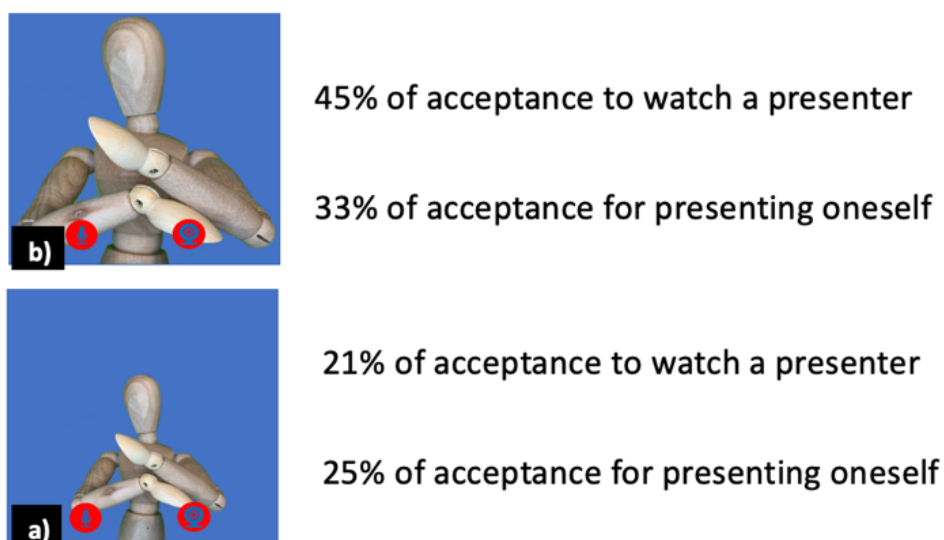 45% of acceptance to watch a presenter
33% of acceptance for presenting oneself
b)
21% of acceptance to watch a presenter
25% of acceptance for presenting oneself
a)